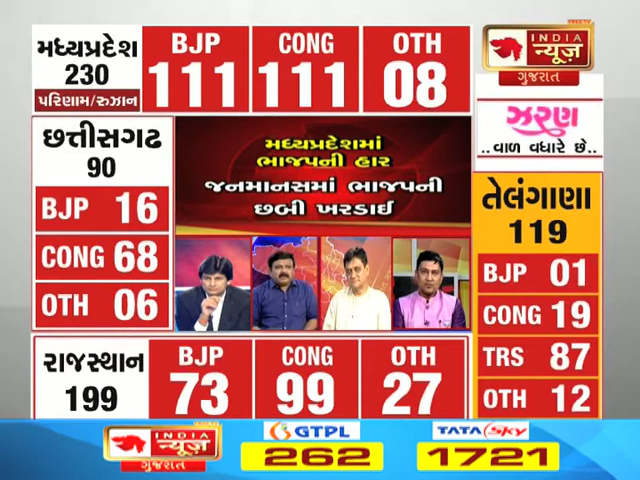 મધ્યપ્રદેશ
230
પરિણામ/રુઝાન
BJP
111
CONG
111
OTH
08
INDIA
न्यूज़
ગુજરાત
છત્તીસગઢ
90
BJP 16
CONG 68
OTH 06
મધ્યપ્રદેશમાં
ભાજપની હાર
જનમાનસમાં ભાજપની
છબી ખરડાઈ
ઝરણ
..વાળ વધારે છે..
તેલંગાણા
119
BJP 01
CONG 19
TRS 87
OTH 12
રાજસ્થાન
199
BJP
73
CONG
99
OTH
27
INDIA
न्यूज़
ગુજરાત
GTPL
262
TATA Sky
1721